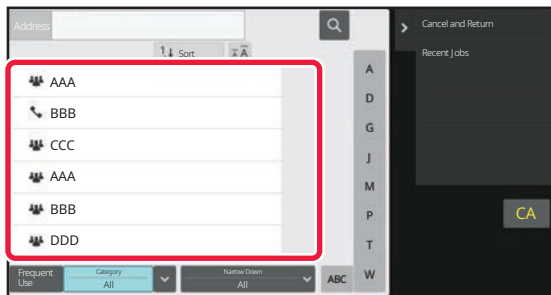 Address
Cancel and Return
Sort
Recent Jobs
AAA
BBB
CCC
AAA
BBB
DDD
A
D
G
J
M
P
T
W
CA
Frequent Use
Category
All
Narrow Down
All
ABC